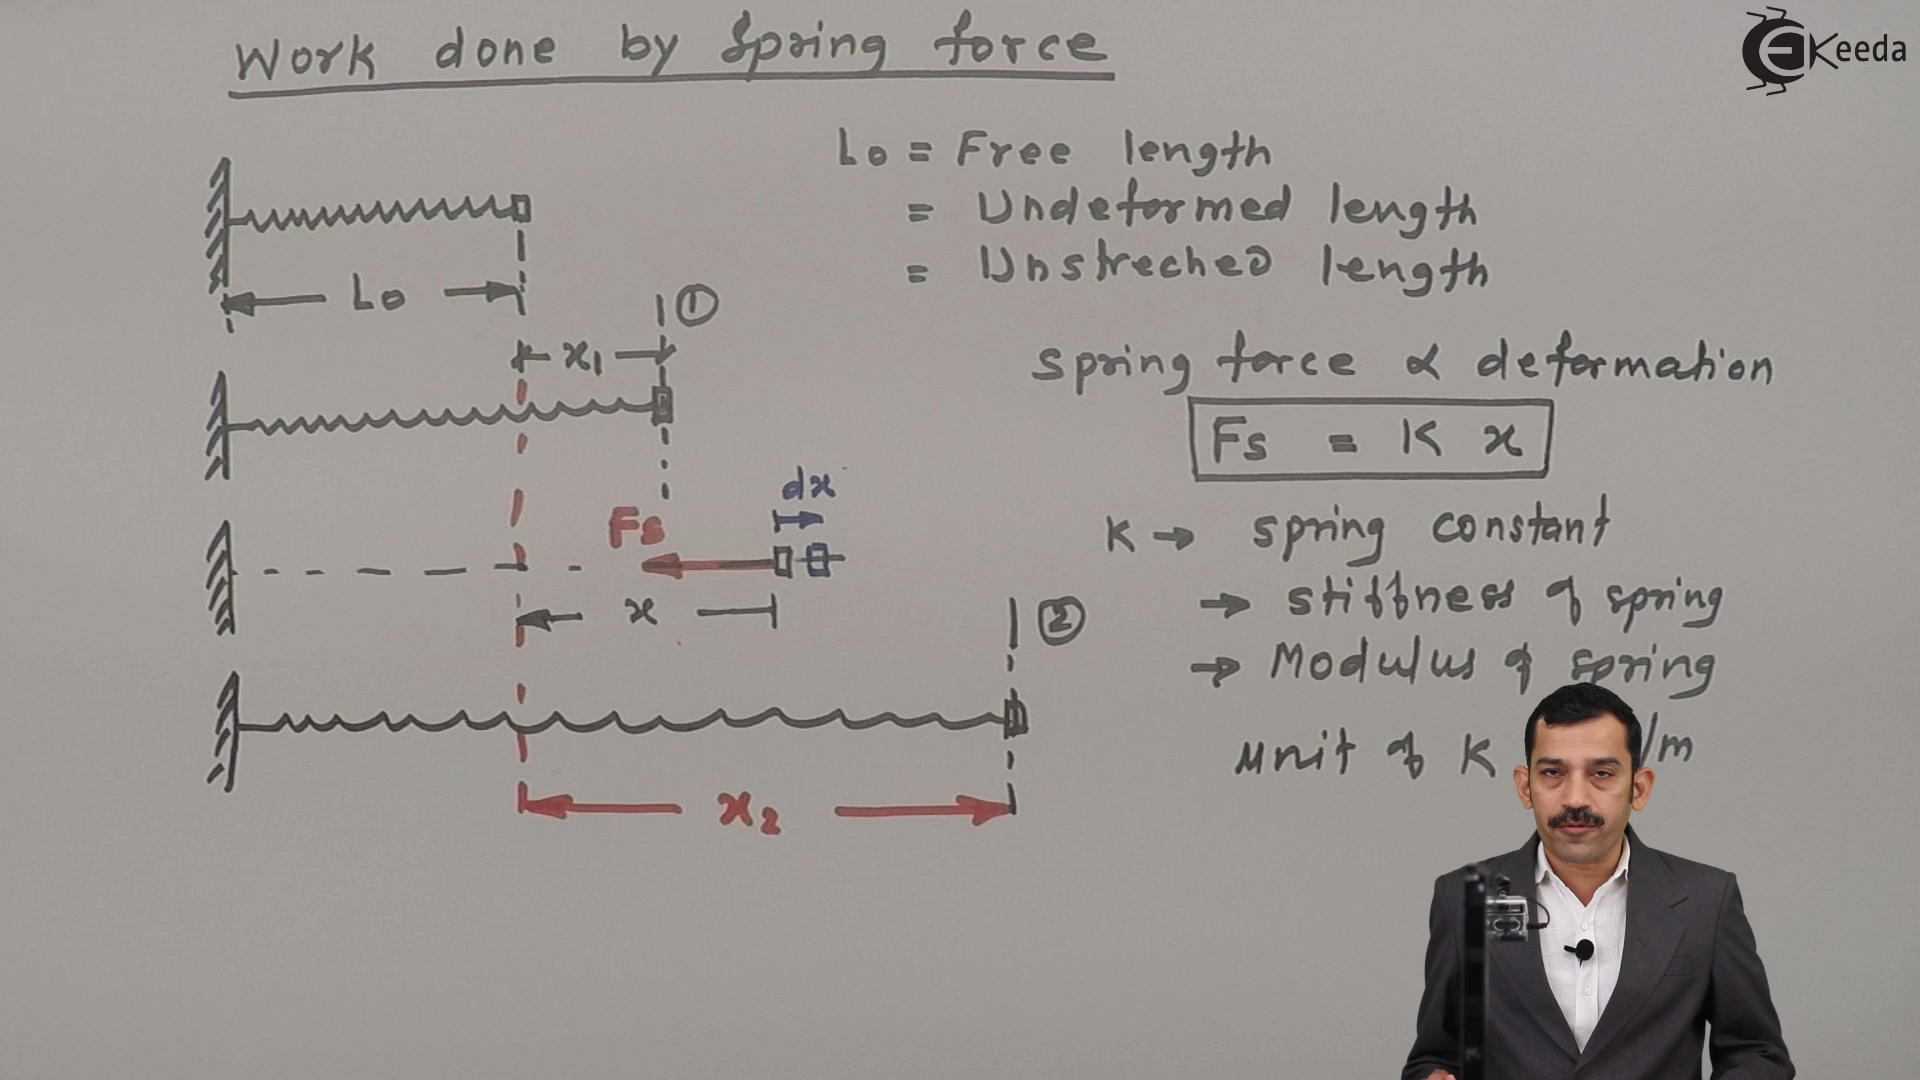 Work done by Spring force
EKeeda
Lo = Free length
= Undeformed length
= Unstreched length
Lo
1
x1
Spring force ∝ deformation
Fs = K x
dx
Fs
K → spring constant
→ stiffness of spring
x
2
→ Modulus of spring
unit of K /m
x2